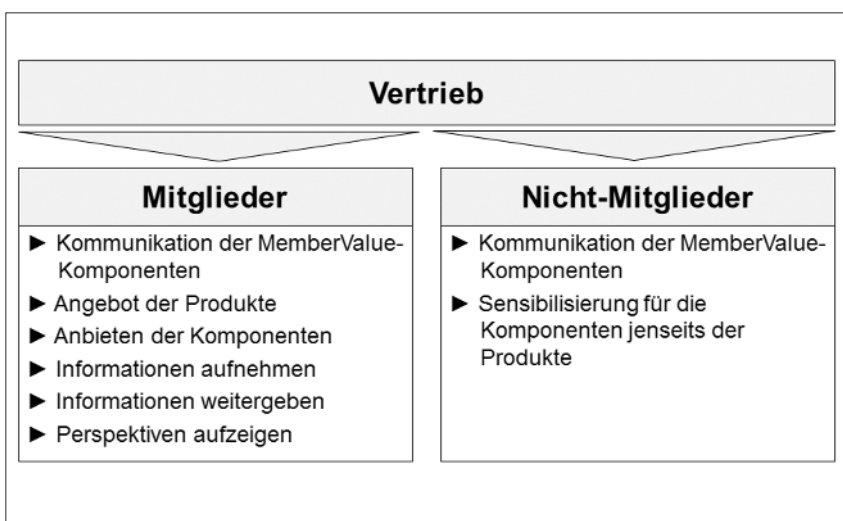 Vertrieb
Mitglieder
► Kommunikation der MemberValue-
Komponenten
► Angebot der Produkte
► Anbieten der Komponenten
► Informationen aufnehmen
► Informationen weitergeben
► Perspektiven aufzeigen
Nicht-Mitglieder
► Kommunikation der MemberValue-
Komponenten
► Sensibilisierung für die
Komponenten jenseits der
Produkte